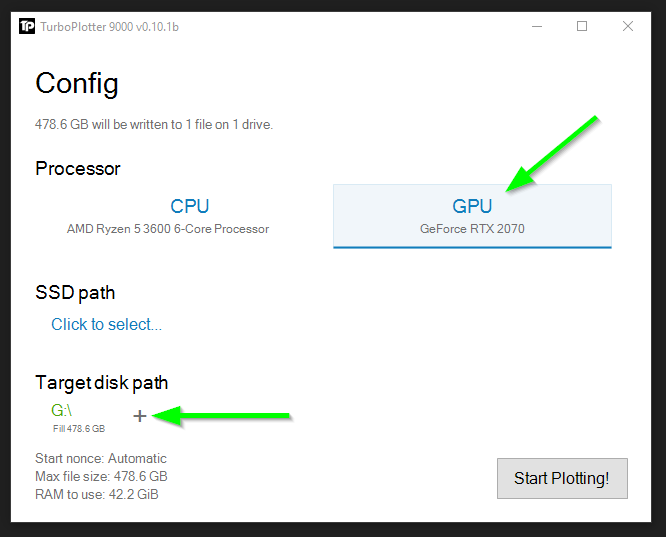 TP TurboPlotter 9000 v0.10.1b
Config
478.6 GB will be written to 1 file on 1 drive.
Processor
CPU
AMD Ryzen 5 3600 6-Core Processor
GPU
GeForce RTX 2070
SSD path
Click to select...
Target disk path
G:\
Fill 478.6 GB
+
Start nonce: Automatic
Max file size: 478.6 GB
RAM to use: 42.2 GiB
Start Plotting!